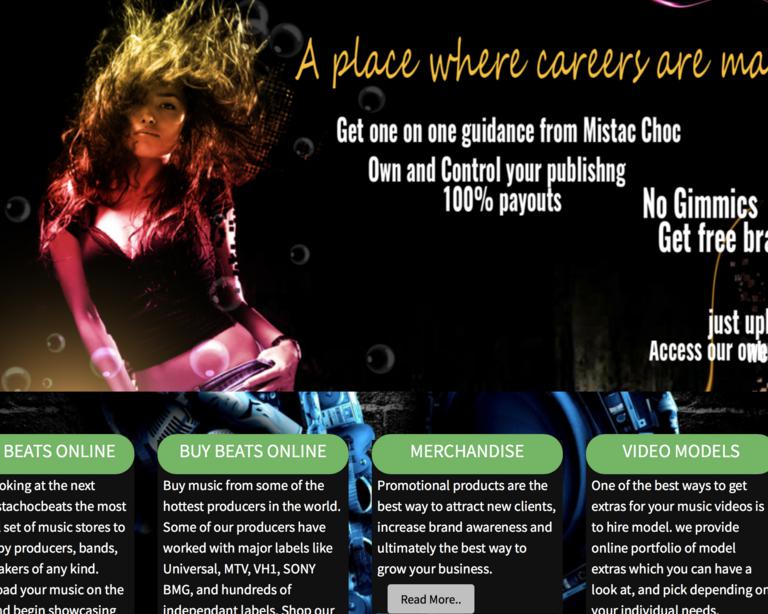 A place where careers are
Get one on one guidance from Mistac Choc
Own and Control your publishng
100% payouts
No Gimmics
Get free
just
Access our
BEATS ONLINE
oking at the next
stachocbeats the most
set of music stores to
by producers, bands,
akers of any kind.
oad your music on the
nd begin showcasing
BUY BEATS ONLINE
Buy music from some of the
hottest producers in the world.
Some of our producers have
worked with major labels like
Universal, MTV, VH1, SONY
BMG, and hundreds of
independant labels. Shop our
MERCHANDISE
Promotional products are the
best way to attract new clients,
increase brand awareness and
ultimately the best way to
grow your business.
Read More..
VIDEO MODELS
One of the best ways to get
extras for your music videos is
to hire model. we provide
online portfolio of model
extras which you can have a
look at, and pick depending on
your individual needs.